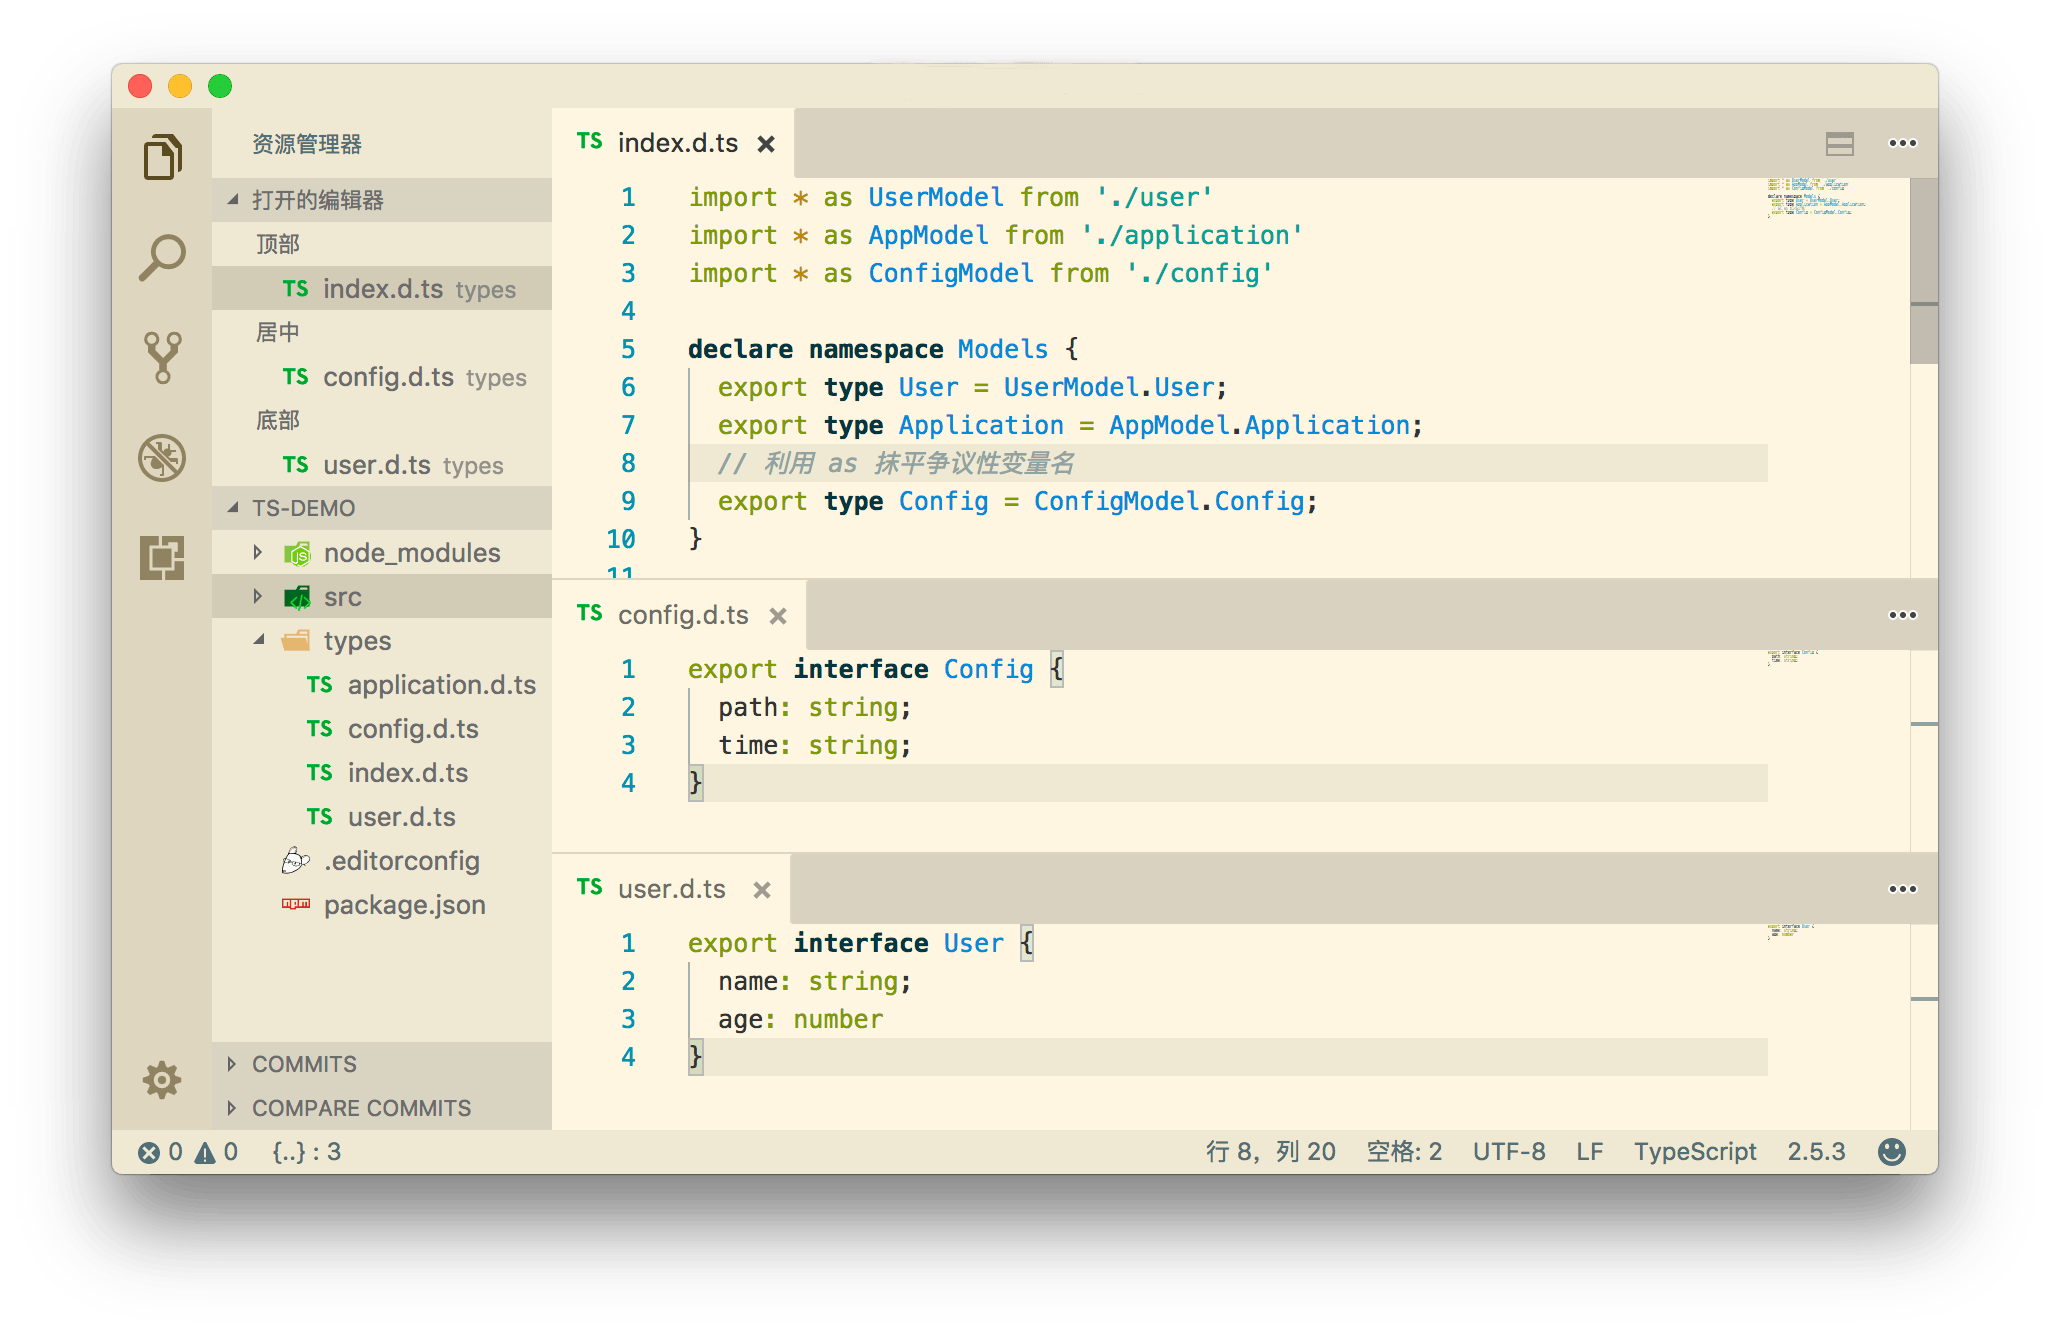 资源管理器
打开的编辑器
顶部
TS index.d.ts types
居中
TS config.d.ts types
底部
TS user.d.ts types
TS-DEMO
node_modules
src
types
TS application.d.ts
TS config.d.ts
TS index.d.ts
TS user.d.ts
.editorconfig
package.json
COMMITS
COMPARE COMMITS
TS index.d.ts
1 import * as UserModel from './user'
2 import * as AppModel from './application'
3 import * as ConfigModel from './config'
4
5 declare namespace Models {
6 export type User = UserModel.User;
7 export type Application = AppModel.Application;
8 // 利用 as 抹平争议性变量名
9 export type Config = ConfigModel.Config;
10 }
11
TS config.d.ts
1 export interface Config {
2 path: string;
3 time: string;
4 }
TS user.d.ts
1 export interface User {
2 name: string;
3 age: number
4 }
0 0 {..} : 3 行 8，列 20 空格: 2 UTF-8 LF TypeScript 2.5.3